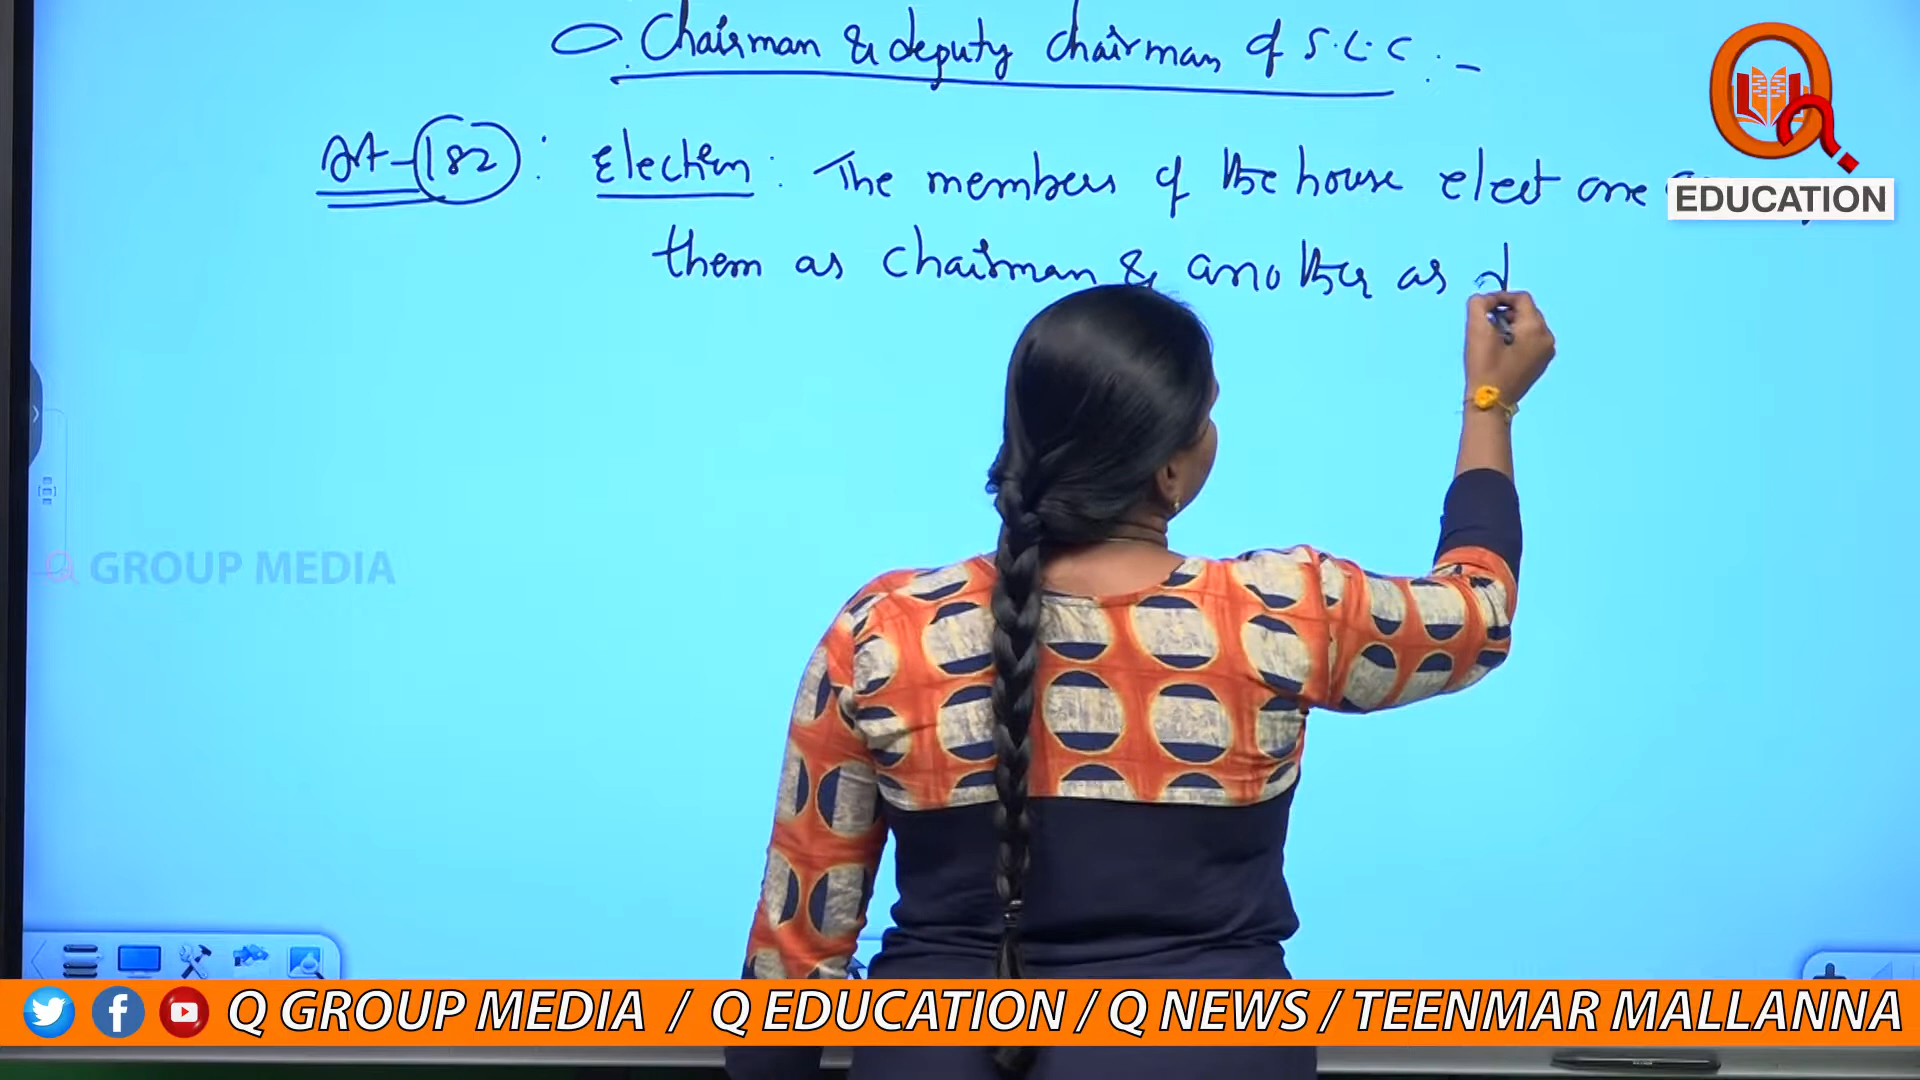 Chairman & deputy chairman of S.L.C : -
Art - 182 : Election : The members of the house elect one
them as chairman & another as d
EDUCATION
Q GROUP MEDIA
Q GROUP MEDIA / Q EDUCATION / Q NEWS / TEENMAR MALLANNA